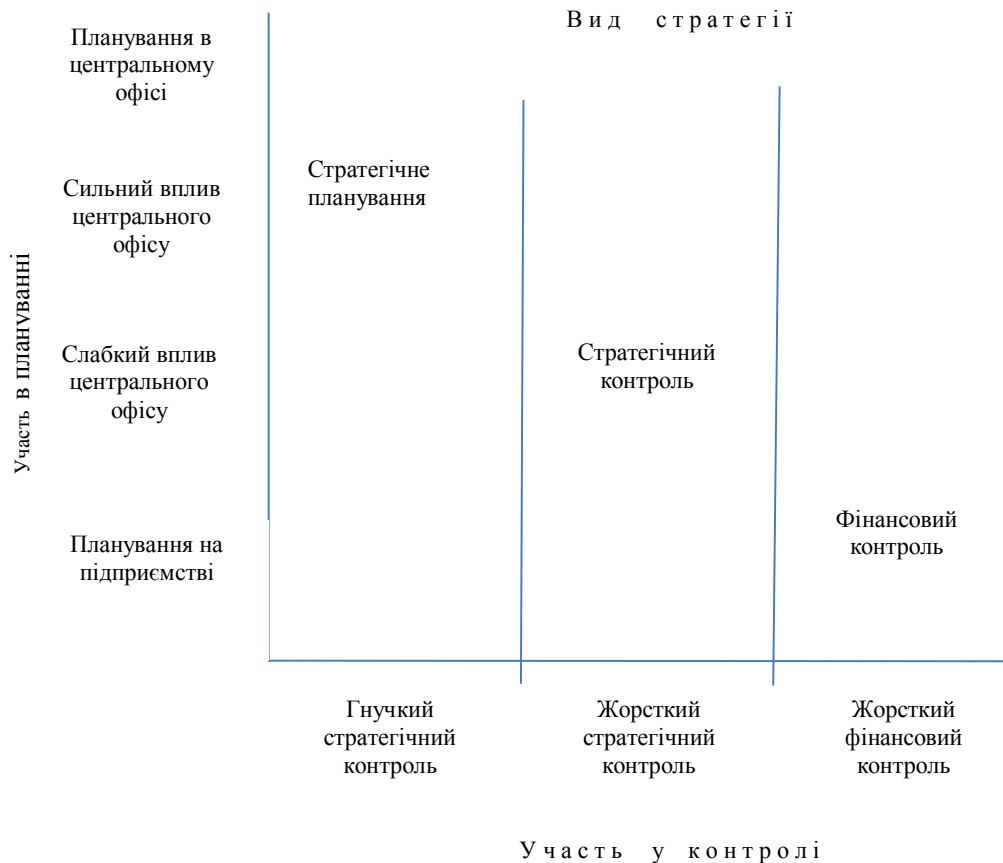 Вид стратегії
Планування в
центральному
офісі
Стратегічне
планування
Сильний вплив
центрального
офісу
Участь в плануванні
Слабкий вплив
центрального
офісу
Стратегічний
контроль
Фінансовий
контроль
Планування на
підприємстві
Гнучкий
стратегічний
контроль
Жорсткий
стратегічний
контроль
Жорсткий
фінансовий
контроль
Участь у контролі